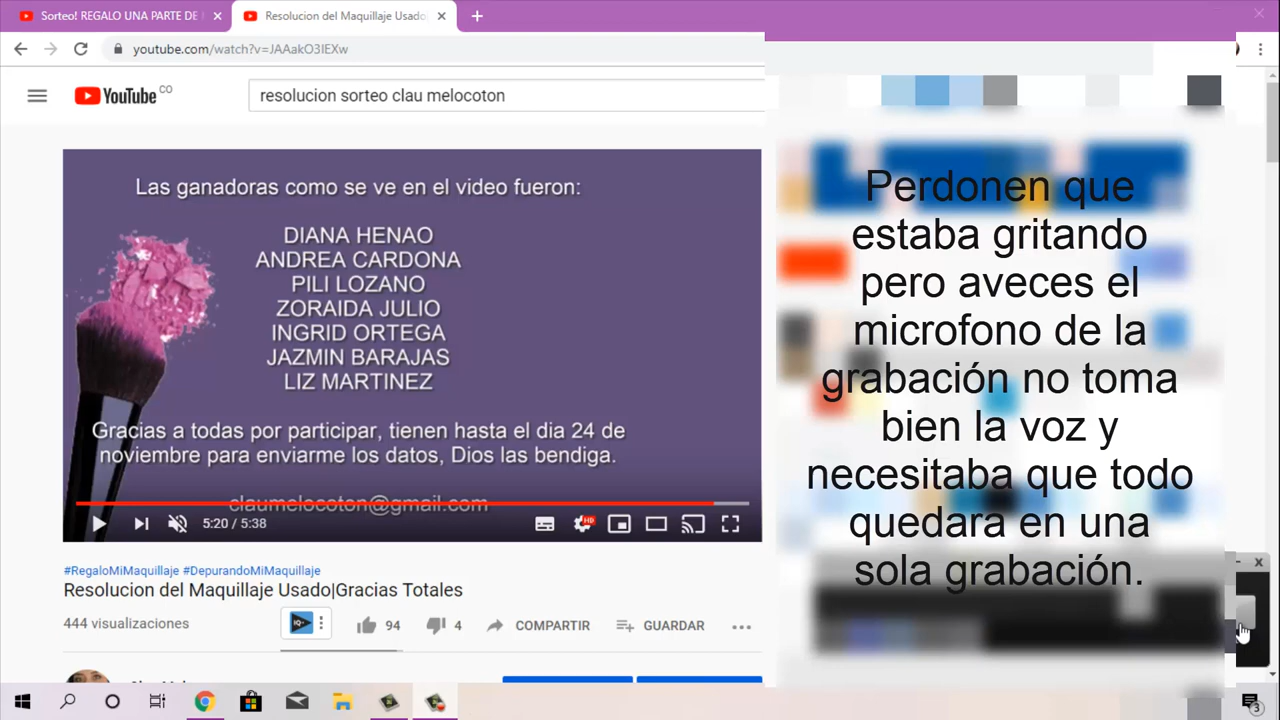 Sorteo! REGALO UNA PARTE DE
Resolucion del Maquillaje Usado
youtube.com/watch?v=JAAakO3IEXw
YouTube CO
resolucion sorteo clau melocoton
Las ganadoras como se ve en el video fueron:
DIANA HENAO
ANDREA CARDONA
PILI LOZANO
ZORAIDA JULIO
INGRID ORTEGA
JAZMIN BARAJAS
LIZ MARTINEZ
Gracias a todas por participar, tienen hasta el dia 24 de
noviembre para enviarme los datos, Dios las bendiga.
claumelocoton@gmail.com
5:20 / 5:38
HD
#RegaloMiMaquillaje #DepurandoMiMaquillaje
Resolucion del Maquillaje Usado|Gracias Totales
444 visualizaciones
IQ
94
4
COMPARTIR
GUARDAR
Perdonen que
estaba gritando
pero aveces el
microfono de la
grabación no toma
bien la voz y
necesitaba que todo
quedara en una
sola grabación.
3